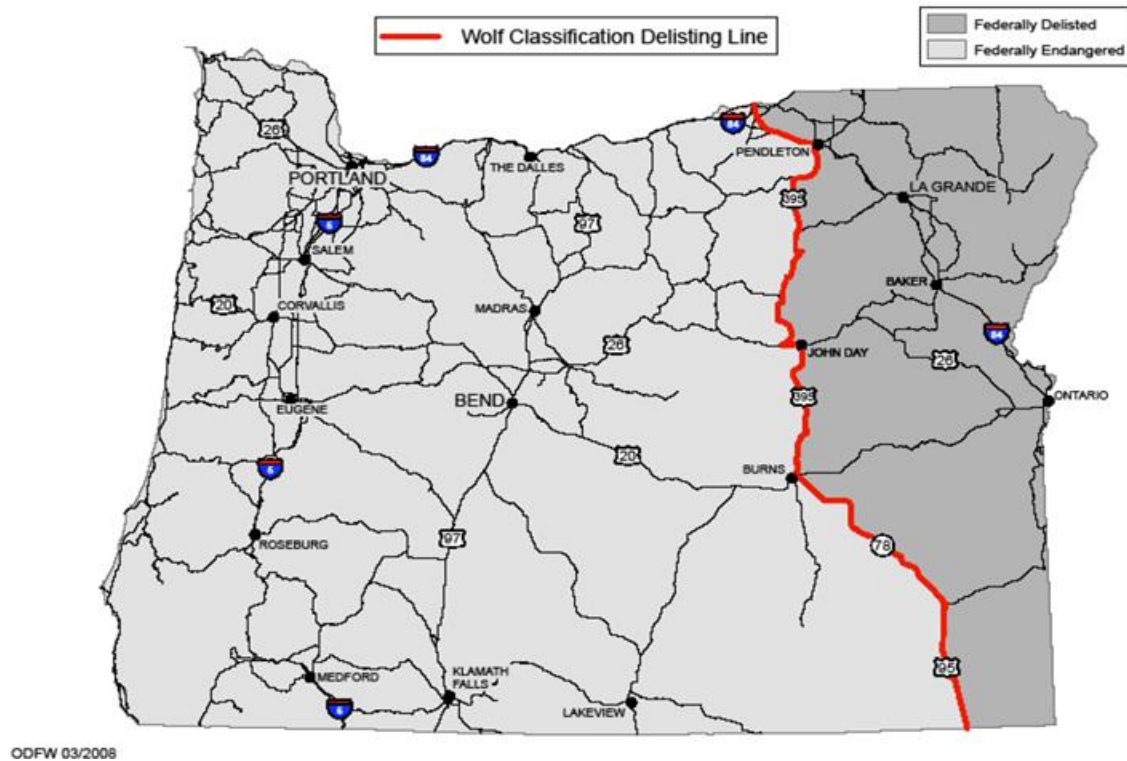 Wolf Classification Delisting Line
Federally Delisted
Federally Endangered
26
84
84
PENDLETON
THE DALLES
PORTLAND
LA GRANDE
395
97
5
SALEM
BAKER
20
CORVALLIS
MADRAS
84
26
JOHN DAY
26
395
ONTARIO
BEND
EUGENE
20
BURNS
5
97
78
ROSEBURG
95
MEDFORD
KLAMATH
FALLS
5
LAKEVIEW
ODFW 03/2008